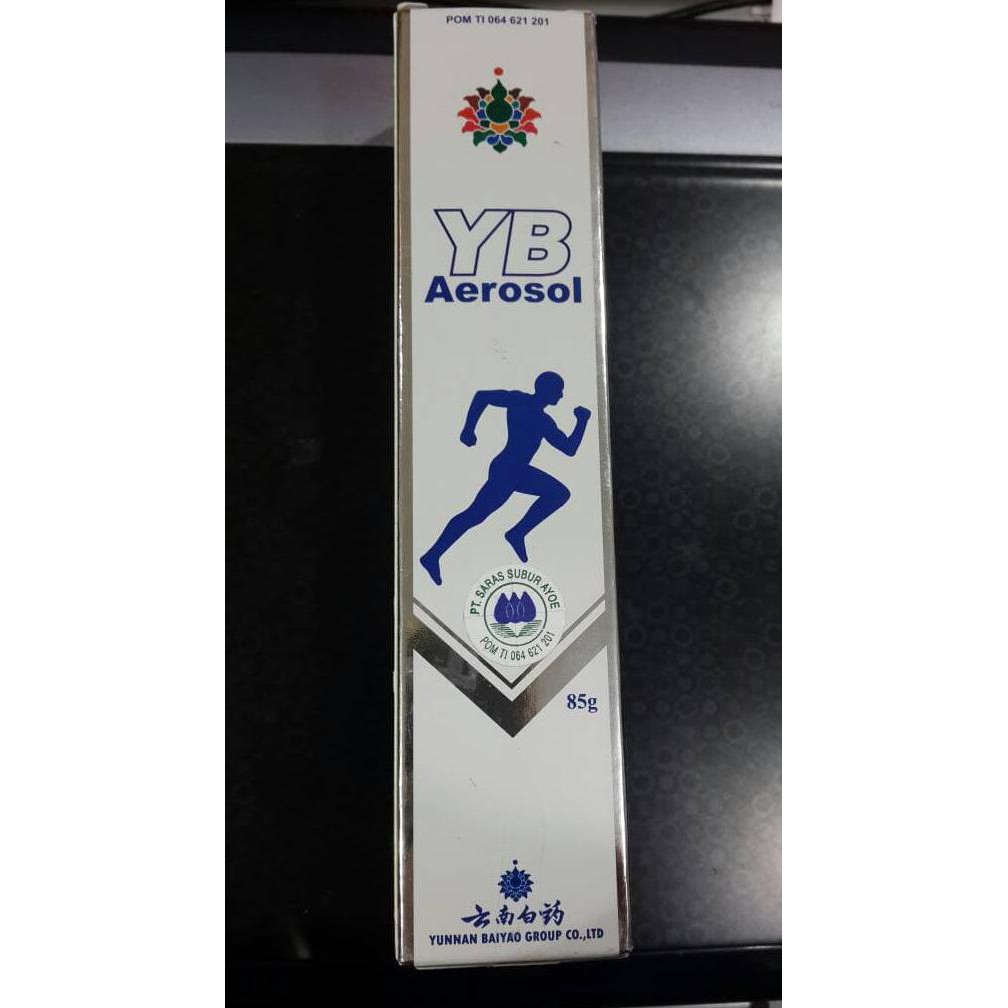 POM TI 064 621 201
YB
Aerosol
PT. SARAS SUBUR AYOE
POM TI 064 621 201
85g
云南白药
YUNNAN BAIYAO GROUP CO.,LTD